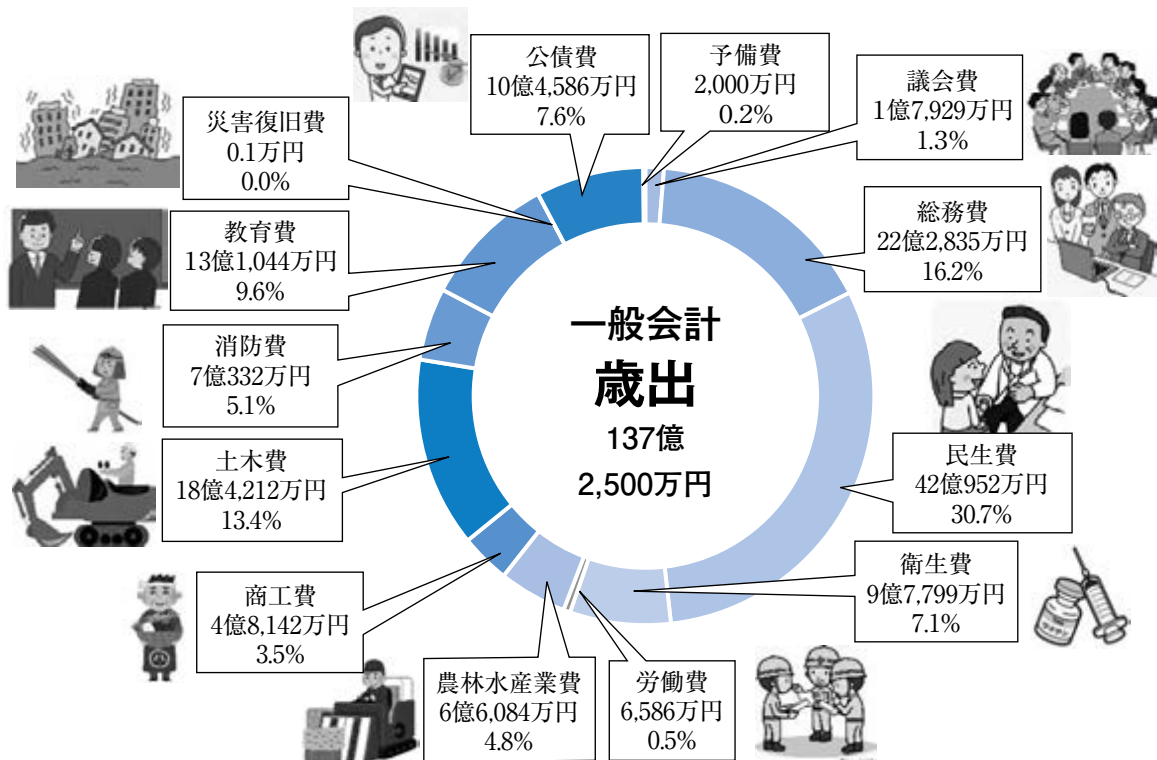 公債費
10億4,586万円
7.6%
予備費
2,000万円
0.2%
議会費
1億7,929万円
1.3%
災害復旧費
0.1万円
0.0%
総務費
22億2,835万円
16.2%
教育費
13億1,044万円
9.6%
一般会計
歳出
137億
2,500万円
消防費
7億332万円
5.1%
民生費
42億952万円
30.7%
土木費
18億4,212万円
13.4%
衛生費
9億7,799万円
7.1%
商工費
4億8,142万円
3.5%
農林水産業費
6億6,084万円
4.8%
労働費
6,586万円
0.5%